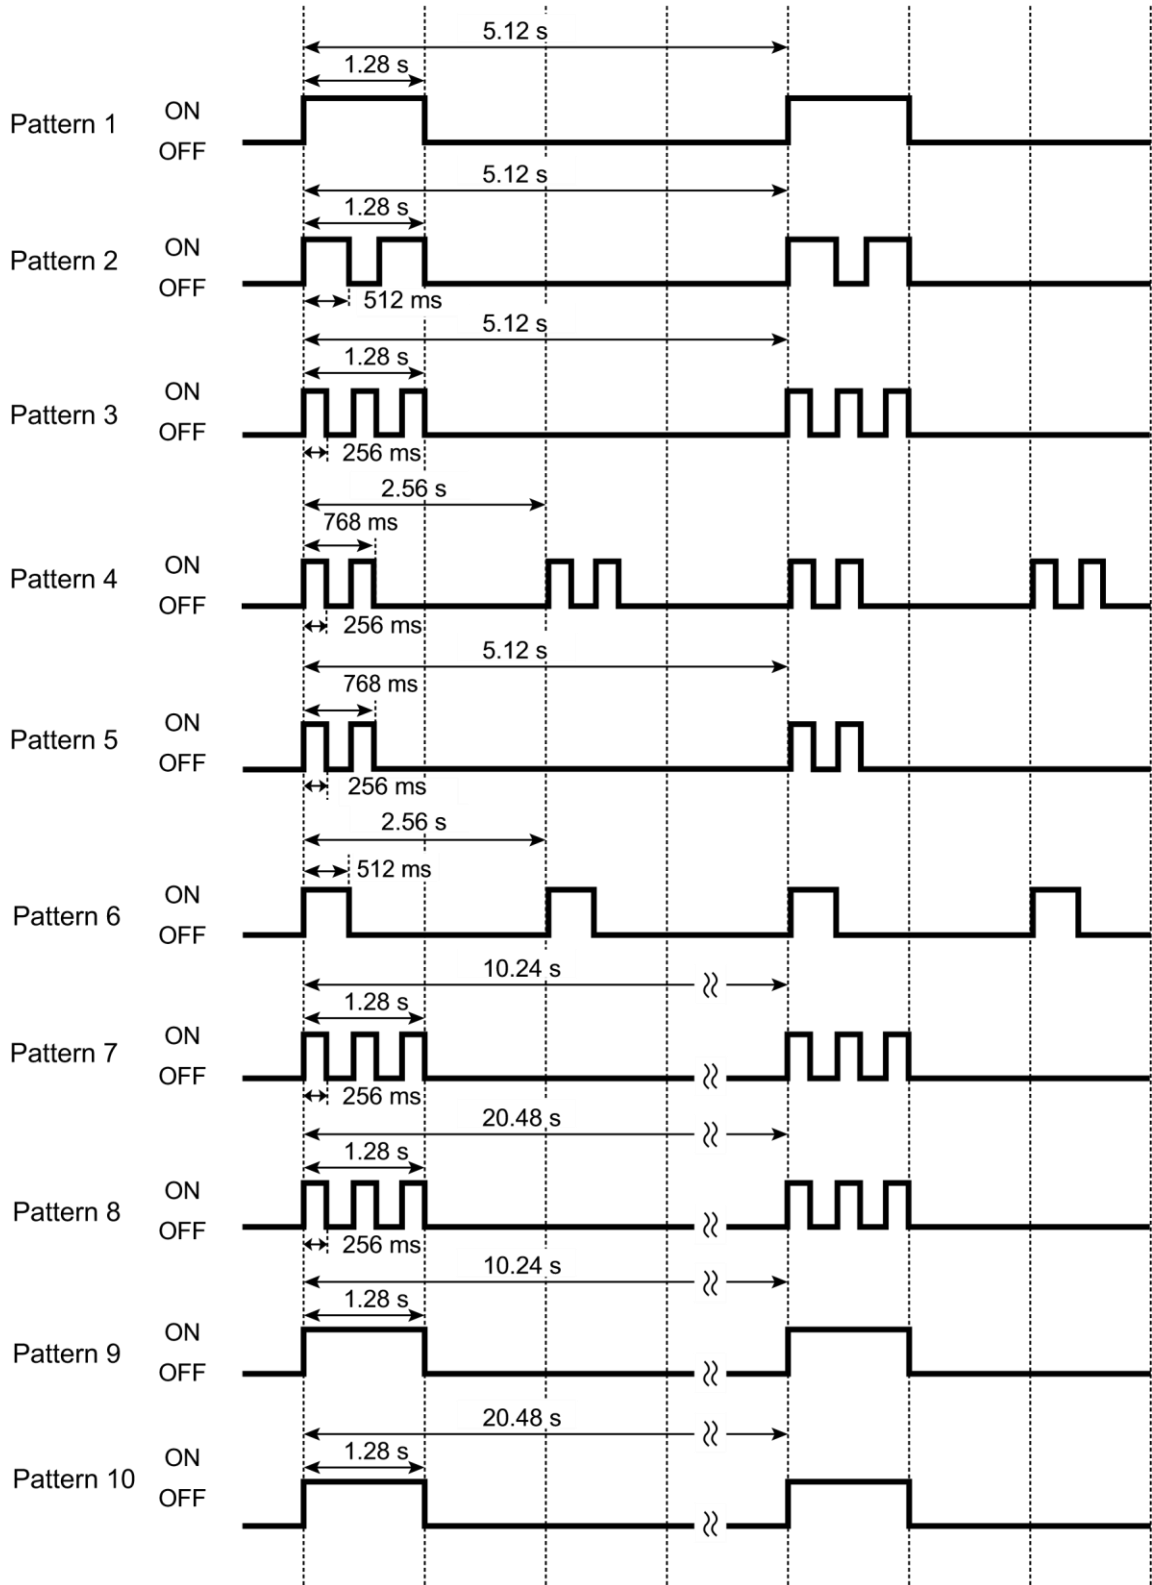 5.12 s
1.28 s
Pattern 1
ON
OFF
5.12 s
1.28 s
Pattern 2
ON
OFF
512 ms
5.12 s
1.28 s
Pattern 3
ON
OFF
256 ms
2.56 s
768 ms
Pattern 4
ON
OFF
256 ms
5.12 s
768 ms
Pattern 5
ON
OFF
256 ms
2.56 s
512 ms
Pattern 6
ON
OFF
10.24 s
1.28 s
Pattern 7
ON
OFF
256 ms
20.48 s
1.28 s
Pattern 8
ON
OFF
256 ms
10.24 s
1.28 s
Pattern 9
ON
OFF
20.48 s
1.28 s
Pattern 10
ON
OFF